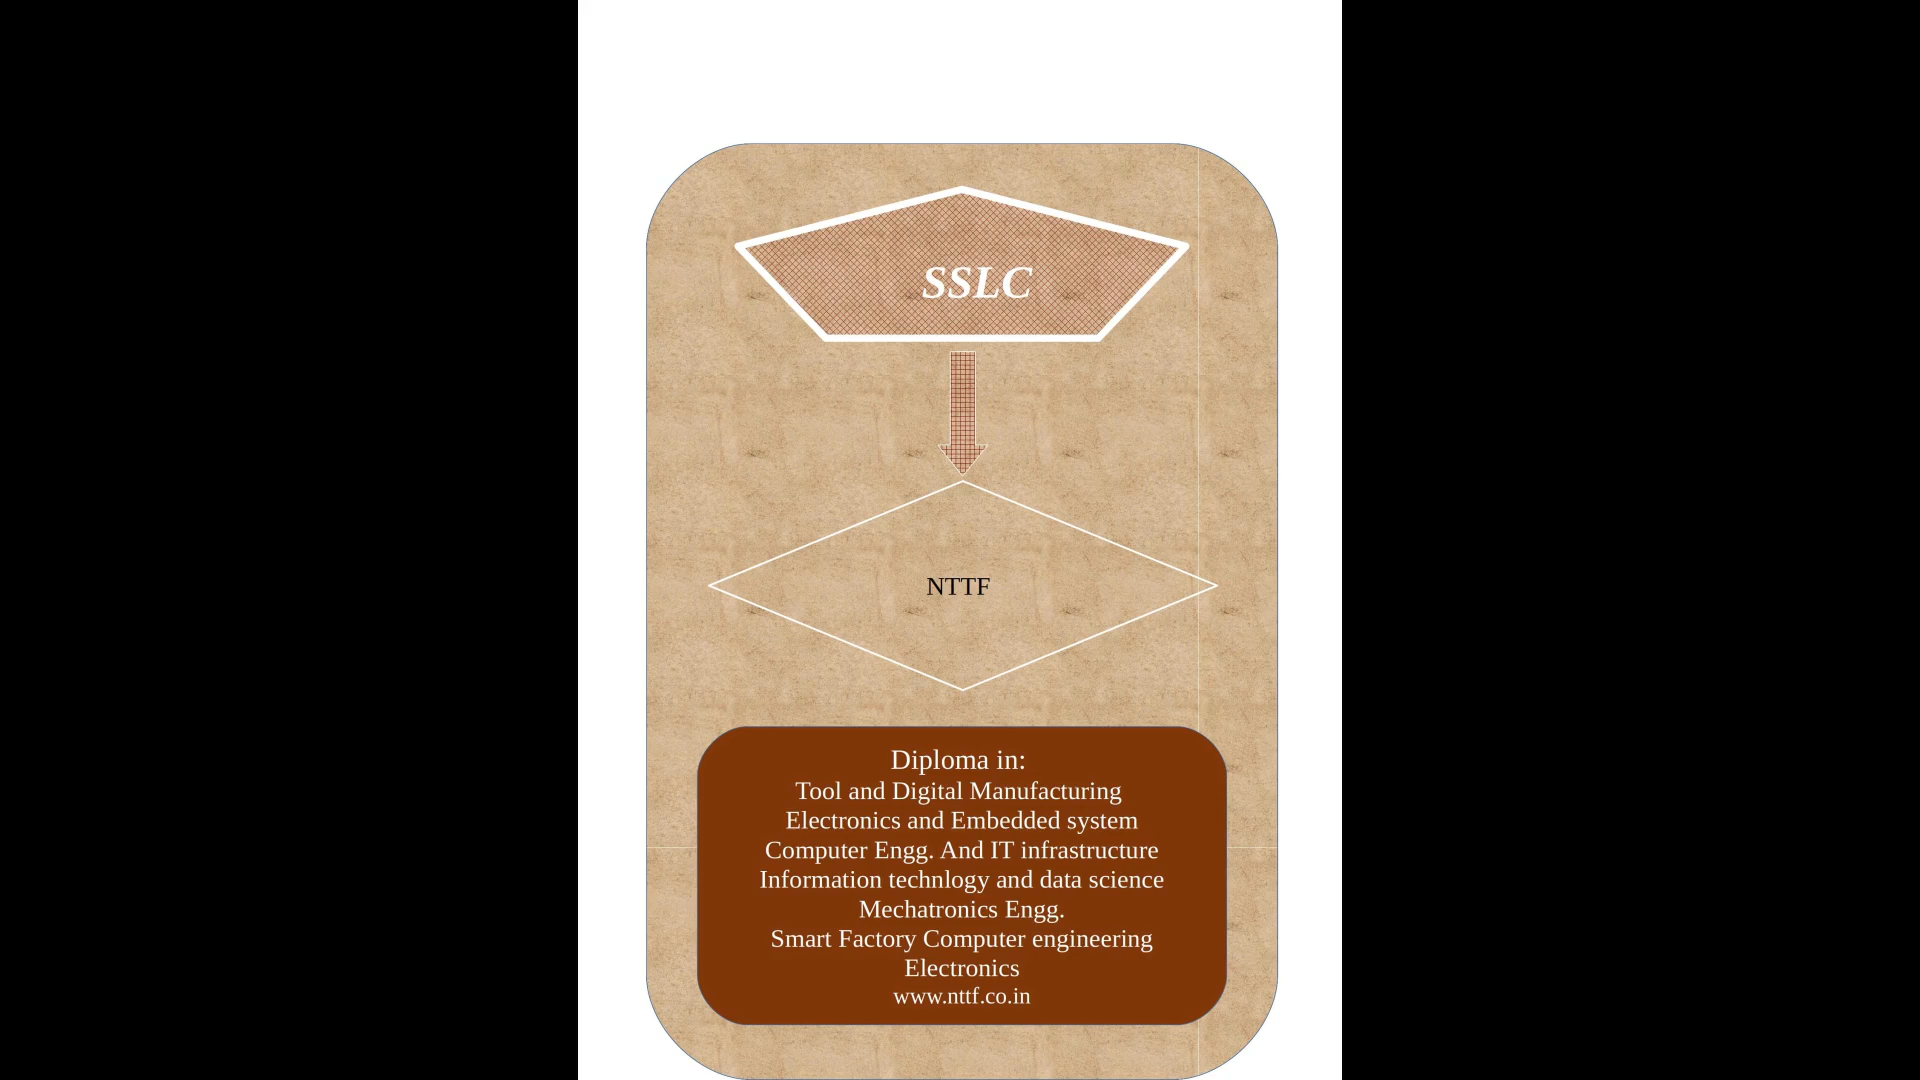 SSLC
NTTF
Diploma in:
Tool and Digital Manufacturing
Electronics and Embedded system
Computer Engg. And IT infrastructure
Information technlogy and data science
Mechatronics Engg.
Smart Factory Computer engineering
Electronics
www.nttf.co.in